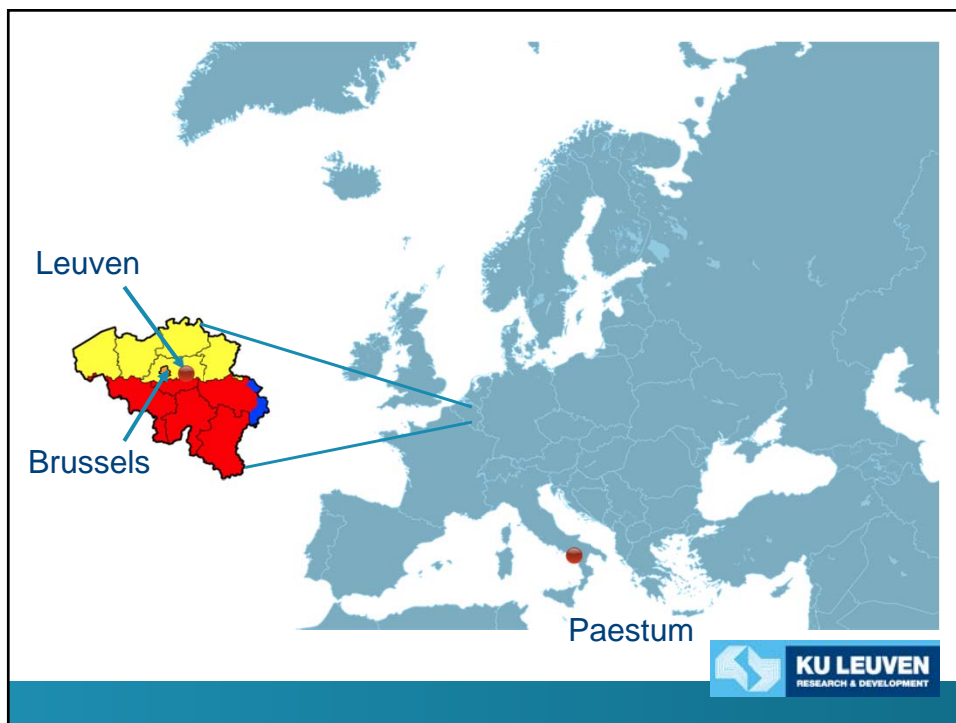 Leuven
Brussels
Paestum
KU LEUVEN
RESEARCH & DEVELOPMENT